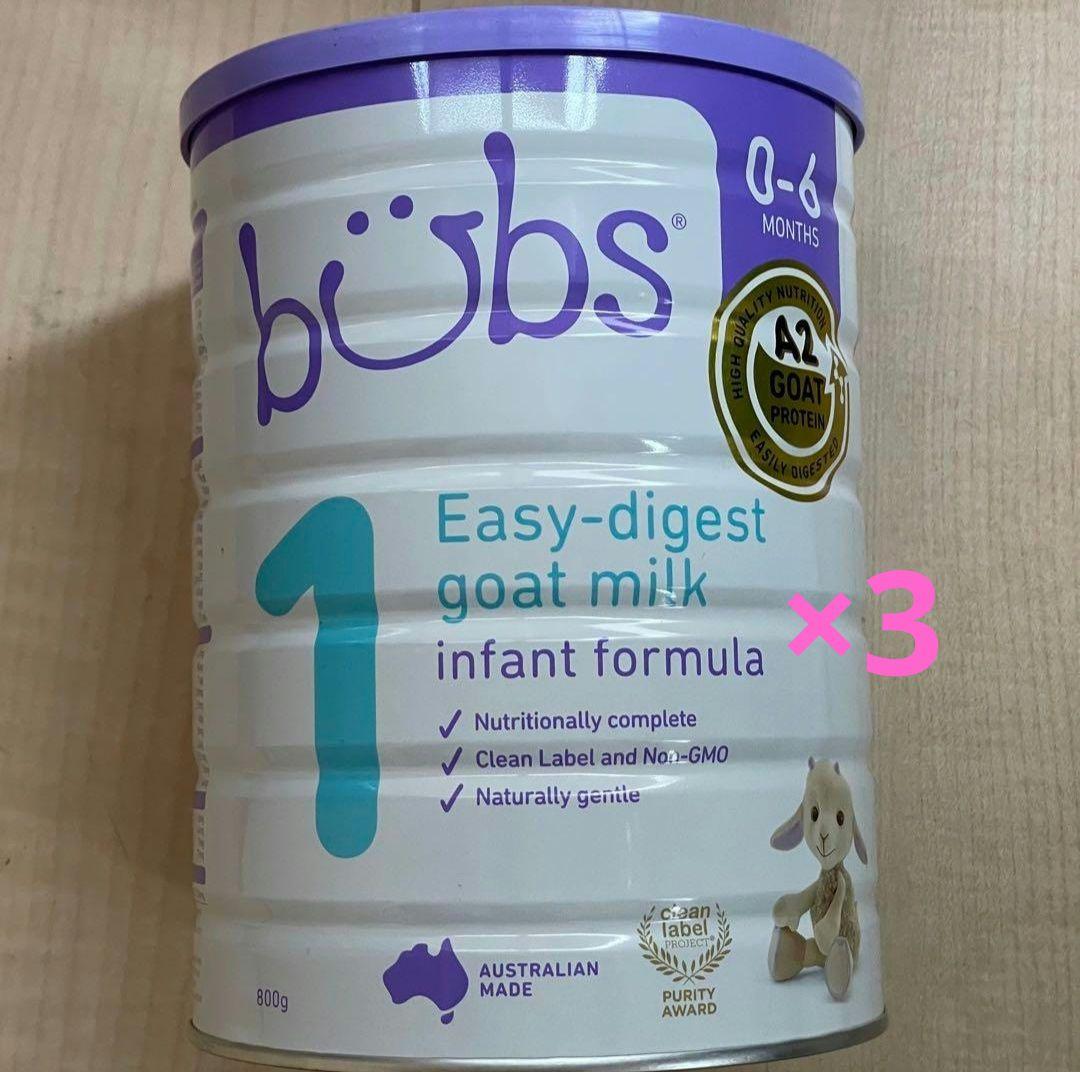 bubs®
0-6
MONTHS
HIGH QUALITY NUTRITION
A2
GOAT
PROTEIN
EASILY DIGESTED
1
Easy-digest
goat milk
infant formula
×3
✓ Nutritionally complete
✓ Clean Label and Non-GMO
✓ Naturally gentle
AUSTRALIAN
MADE
clean
label
PROJECT®
PURITY
AWARD
800g